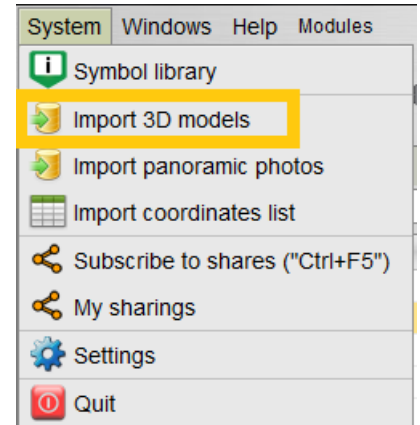 System Windows Help Modules
Symbol library
Import 3D models
Import panoramic photos
Import coordinates list
Subscribe to shares ("Ctrl+F5")
My sharings
Settings
Quit